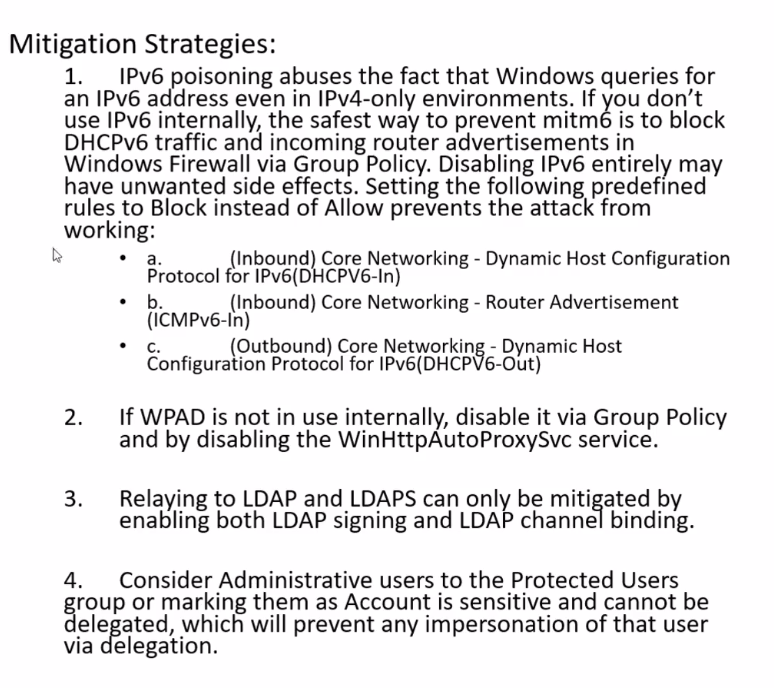 Mitigation Strategies:
1. IPv6 poisoning abuses the fact that Windows queries for
an IPv6 address even in IPv4-only environments. If you don't
use IPv6 internally, the safest way to prevent mitm6 is to block
DHCPv6 traffic and incoming router advertisements in
Windows Firewall via Group Policy. Disabling IPv6 entirely may
have unwanted side effects. Setting the following predefined
rules to Block instead of Allow prevents the attack from
working:
• a. (Inbound) Core Networking - Dynamic Host Configuration
Protocol for IPv6(DHCPV6-In)
• b. (Inbound) Core Networking - Router Advertisement
(ICMPv6-In)
• c. (Outbound) Core Networking - Dynamic Host
Configuration Protocol for IPv6(DHCPV6-Out)
2. If WPAD is not in use internally, disable it via Group Policy
and by disabling the WinHttpAutoProxySvc service.
3. Relaying to LDAP and LDAPS can only be mitigated by
enabling both LDAP signing and LDAP channel binding.
4. Consider Administrative users to the Protected Users
group or marking them as Account is sensitive and cannot be
delegated, which will prevent any impersonation of that user
via delegation.